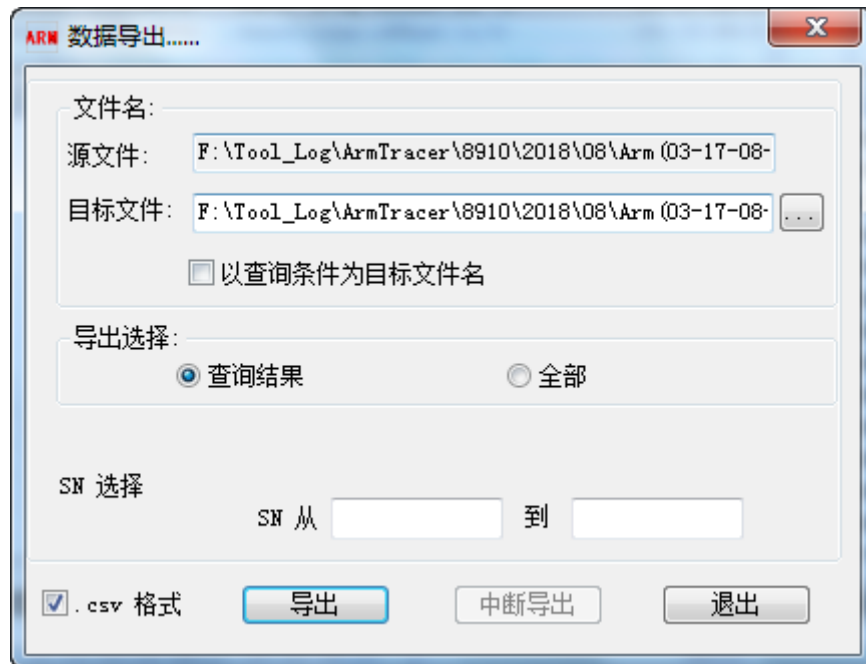 ARM 数据导出......
X
文件名:
源文件: F:\Tool_Log\ArmTracer\8910\2018\08\Arm(03-17-08-
目标文件: F:\Tool_Log\ArmTracer\8910\2018\08\Arm(03-17-08- ...
以查询条件为目标文件名
导出选择:
查询结果 全部
SN 选择
SN 从 到
.csv 格式 导出 中断导出 退出